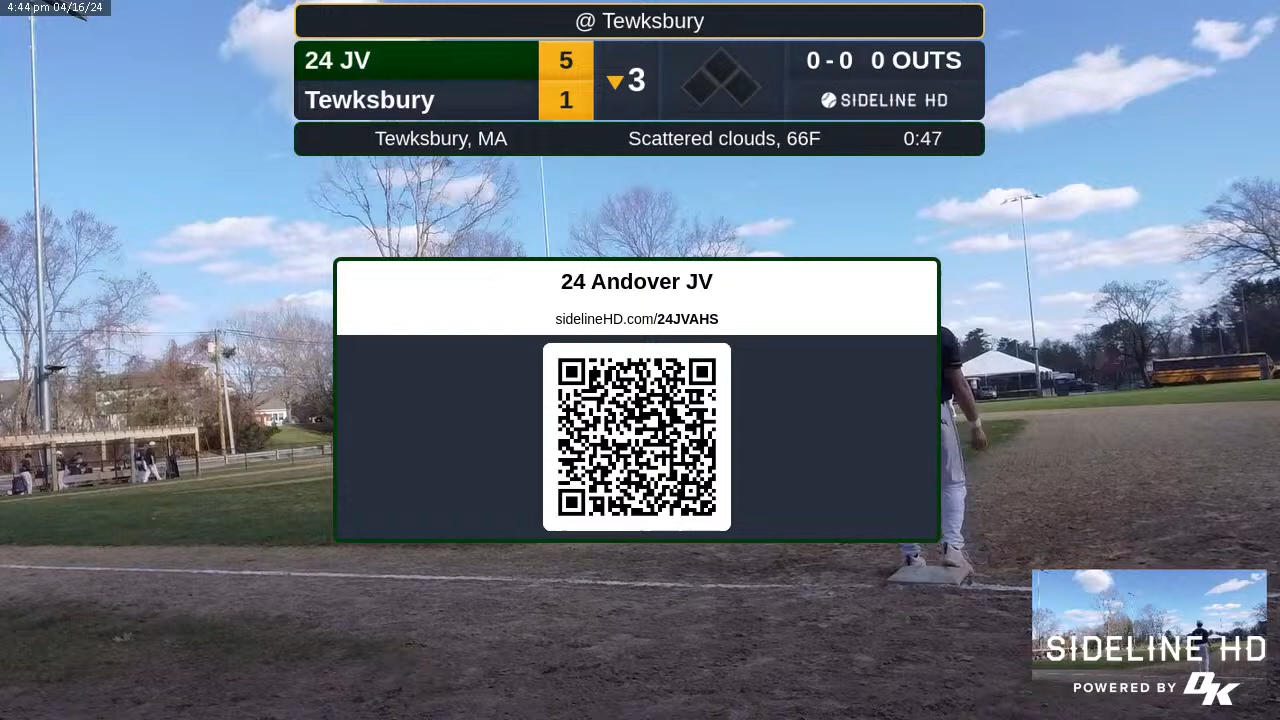 4:44 pm 04/16/24
@ Tewksbury
24 JV 5
Tewksbury 1
3
0 - 0 0 OUTS
SIDELINE HD
Tewksbury, MA Scattered clouds, 66F 0:47
24 Andover JV
sidelineHD.com/24JVAHS
SIDELINE HD
POWERED BY DK